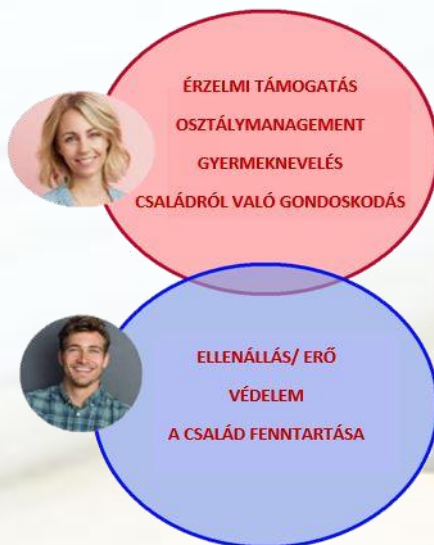 ÉRZELMI TÁMOGATÁS
OSZTÁLYMANAGEMENT
GYERMEKNEVELÉS
CSALÁDRÓL VALÓ GONDOSKODÁS
ELLENÁLLÁS/ ERŐ
VÉDELEM
A CSALÁD FENNTARTÁSA